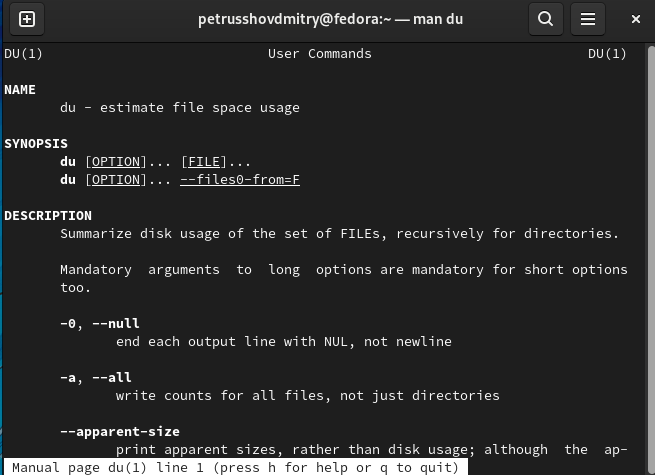 petrusshovdmitry@fedora:~ — man du
DU(1) User Commands DU(1)
NAME
du - estimate file space usage
SYNOPSIS
du [OPTION]... [FILE]...
du [OPTION]... --files0-from=F
DESCRIPTION
Summarize disk usage of the set of FILEs, recursively for directories.
Mandatory arguments to long options are mandatory for short options
too.
-0, --null
end each output line with NUL, not newline
-a, --all
write counts for all files, not just directories
--apparent-size
print apparent sizes, rather than disk usage; although the ap-
Manual page du(1) line 1 (press h for help or q to quit)